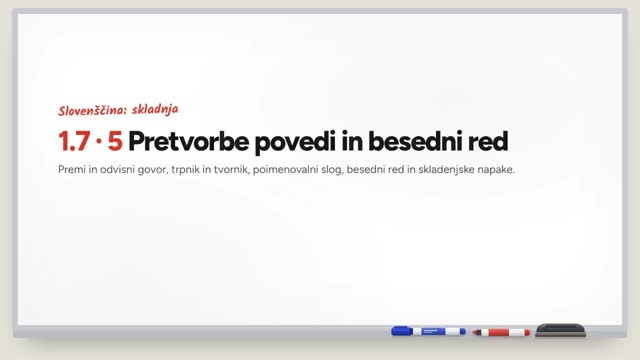 Slovenščina: skladnja
1.7 · 5 Pretvorbe povedi in besedni red
Premi in odvisni govor, trpnik in tvornik, poimenovalni slog, besedni red in skladenjske napake.